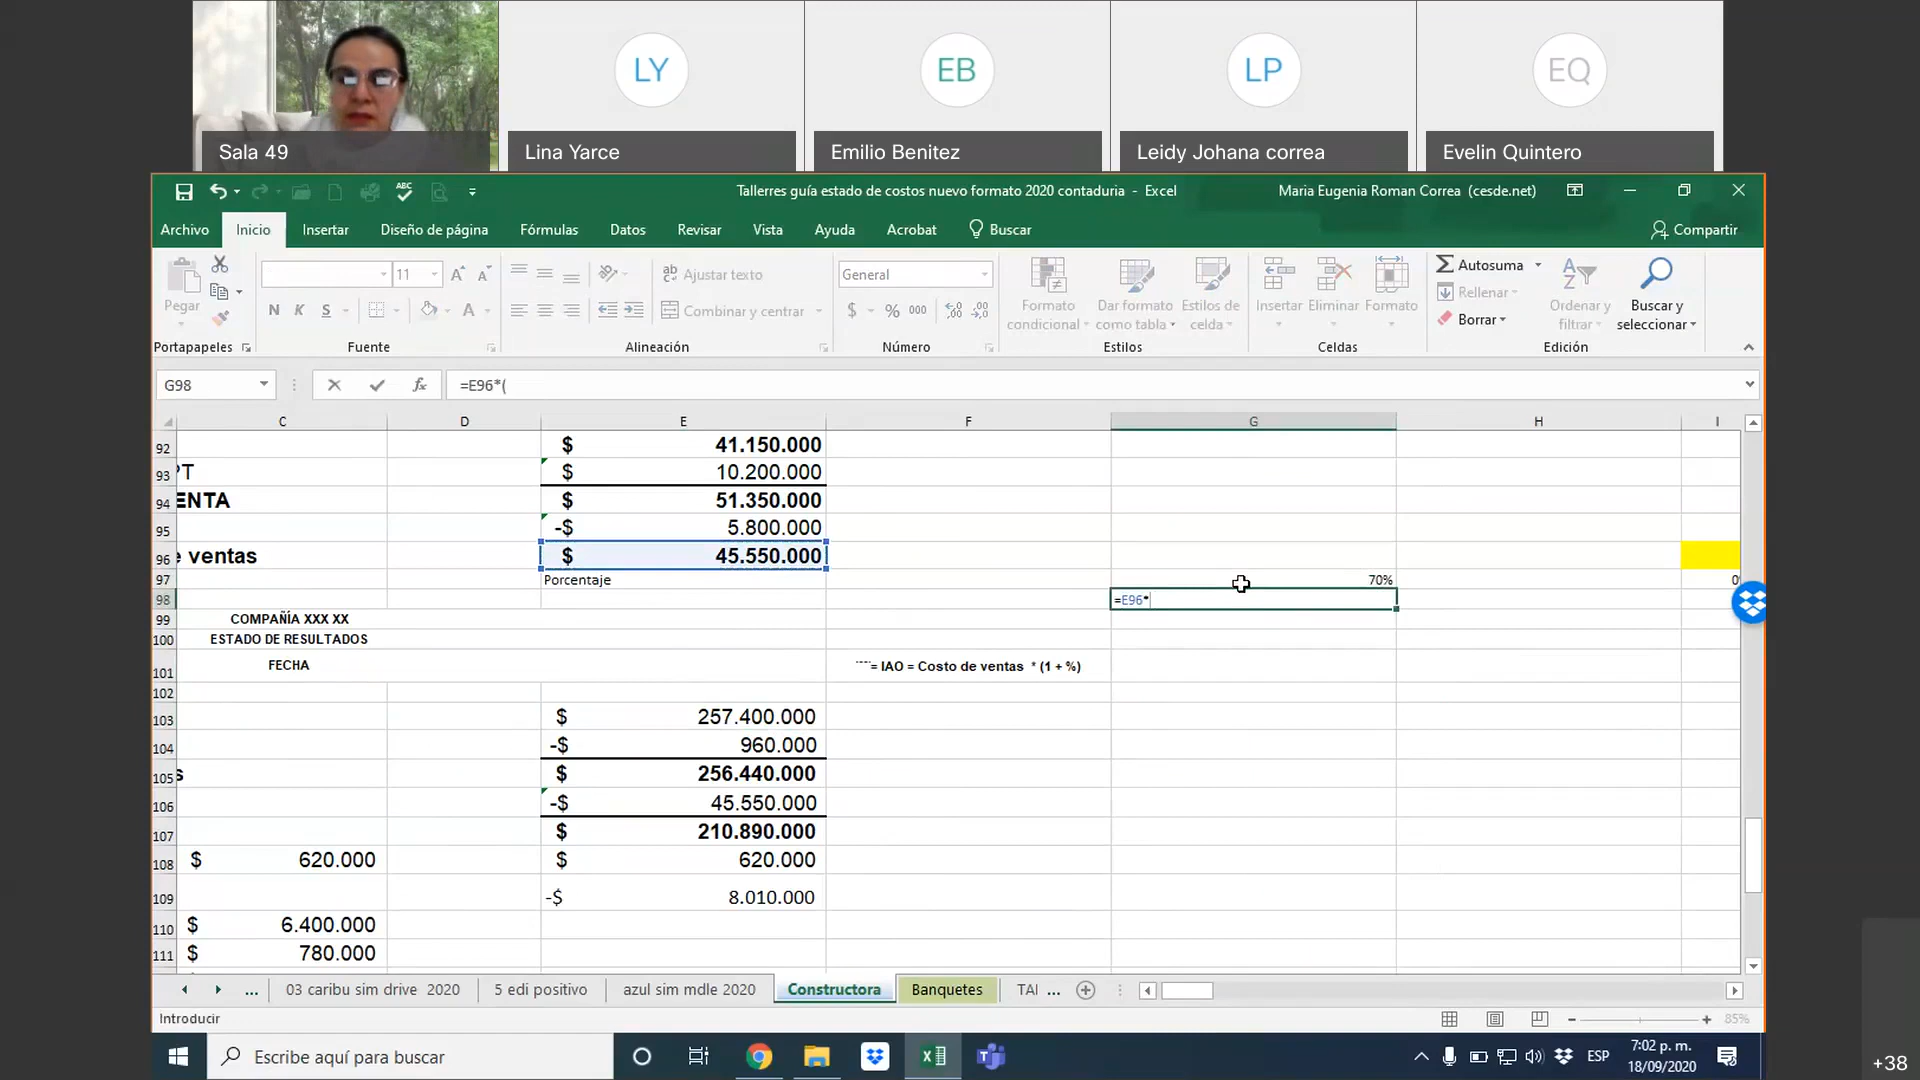 LY
EB
LP
EQ
Sala 49
Lina Yarce
Emilio Benitez
Leidy Johana correa
Evelin Quintero
ABC
Tallerres guía estado de costos nuevo formato 2020 contaduria - Excel
Maria Eugenia Roman Correa (cesde.net)
Archivo
Inicio
Insertar
Diseño de página
Fórmulas
Datos
Revisar
Vista
Ayuda
Acrobat
Buscar
Compartir
Pegar
11
N K S
Ajustar texto
Combinar y centrar
General
$ % 000
Formato condicional
Dar formato como tabla
Estilos de celda
Insertar
Eliminar
Formato
Autosuma
Rellenar
Borrar
Ordenar y filtrar
Buscar y seleccionar
Portapapeles
Fuente
Alineación
Número
Estilos
Celdas
Edición
G98
fx
=E96*(
C D E F G H I
92 $ 41.150.000
93 PT $ 10.200.000
94 ENTA $ 51.350.000
95 -$ 5.800.000
96 e ventas $ 45.550.000
97 Porcentaje 70% 0
98 =E96*
99 COMPAÑÍA XXX XX
100 ESTADO DE RESULTADOS
101 FECHA = IAO = Costo de ventas * (1 + %)
102
103 $ 257.400.000
104 -$ 960.000
105 s $ 256.440.000
106 -$ 45.550.000
107 $ 210.890.000
108 $ 620.000 $ 620.000
109 -$ 8.010.000
110 $ 6.400.000
111 $ 780.000
...
03 caribu sim drive 2020
5 edi positivo
azul sim mdle 2020
Constructora
Banquetes
TAI ...
Introducir
85%
Escribe aquí para buscar
ESP
7:02 p. m.
18/09/2020
+38